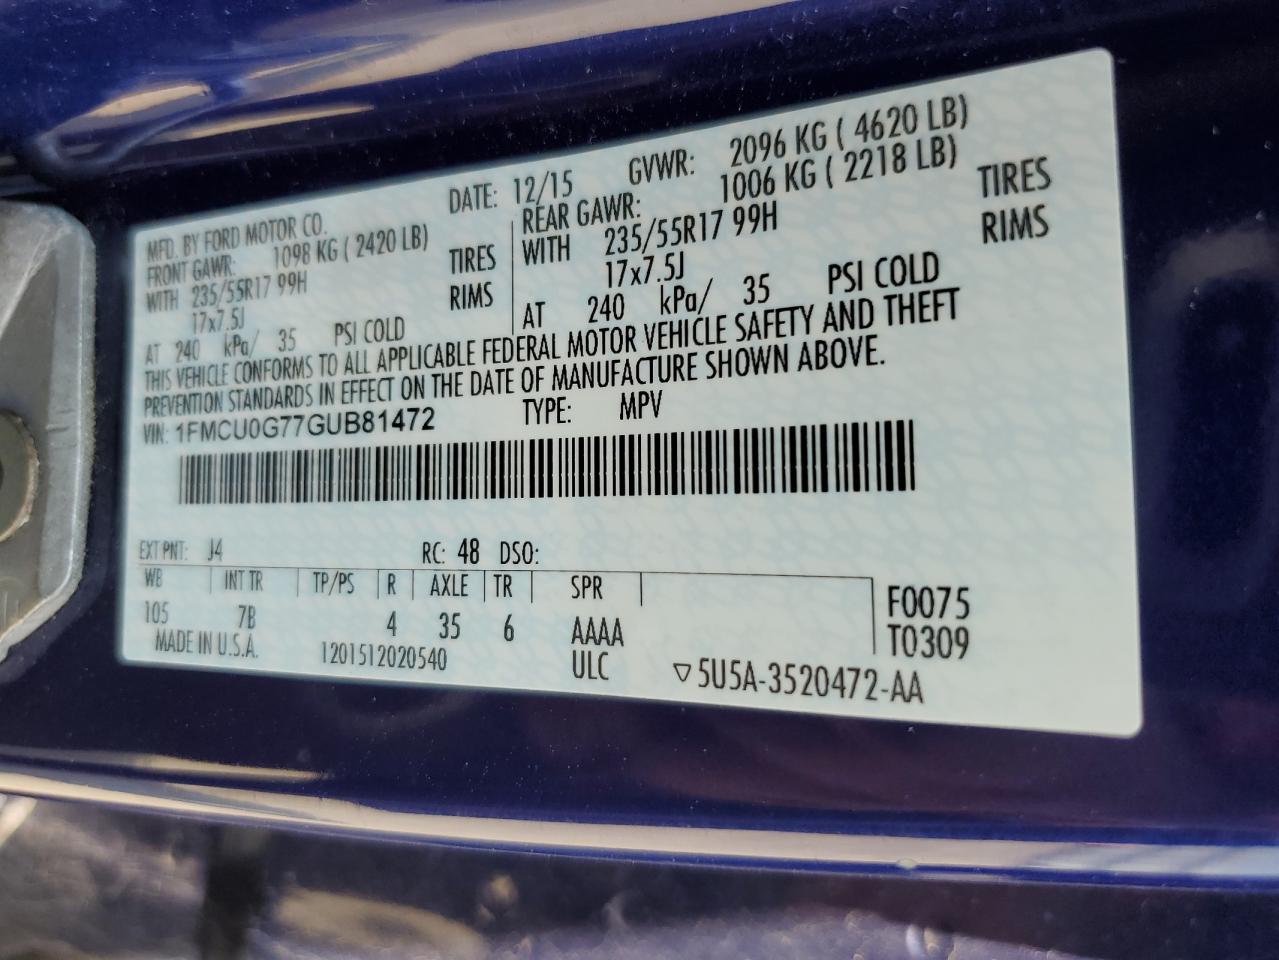 MFD. BY FORD MOTOR CO.
DATE: 12/15 GVWR: 2096 KG ( 4620 LB)
FRONT GAWR: 1098 KG ( 2420 LB)
WITH 235/55R17 99H TIRES
17x7.5J RIMS
AT 240 kPa/ 35 PSI COLD
REAR GAWR: 1006 KG ( 2218 LB)
WITH 235/55R17 99H TIRES
17x7.5J RIMS
AT 240 kPa/ 35 PSI COLD
THIS VEHICLE CONFORMS TO ALL APPLICABLE FEDERAL MOTOR VEHICLE SAFETY AND THEFT
PREVENTION STANDARDS IN EFFECT ON THE DATE OF MANUFACTURE SHOWN ABOVE.
VIN: 1FMCU0G77GUB81472 TYPE: MPV
EXT PNT: J4 RC: 48 DSO:
WB INT TR TP/PS R AXLE TR SPR
105 7B 4 35 6 AAAA
F0075
T0309
MADE IN U.S.A. 1201512020540 ULC ▽5U5A-3520472-AA